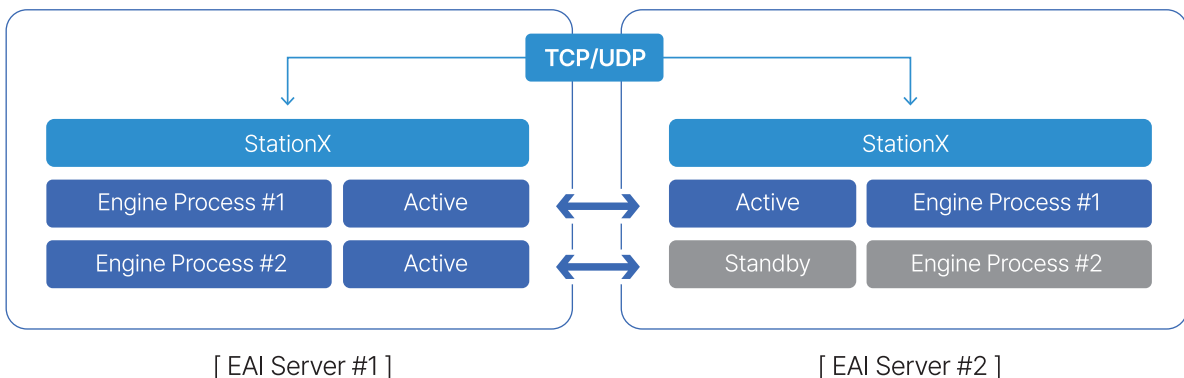 TCP/UDP
StationX
StationX
Engine Process #1 Active
Active Engine Process #1
Engine Process #2 Active
Standby Engine Process #2
[ EAI Server #1 ]
[ EAI Server #2 ]